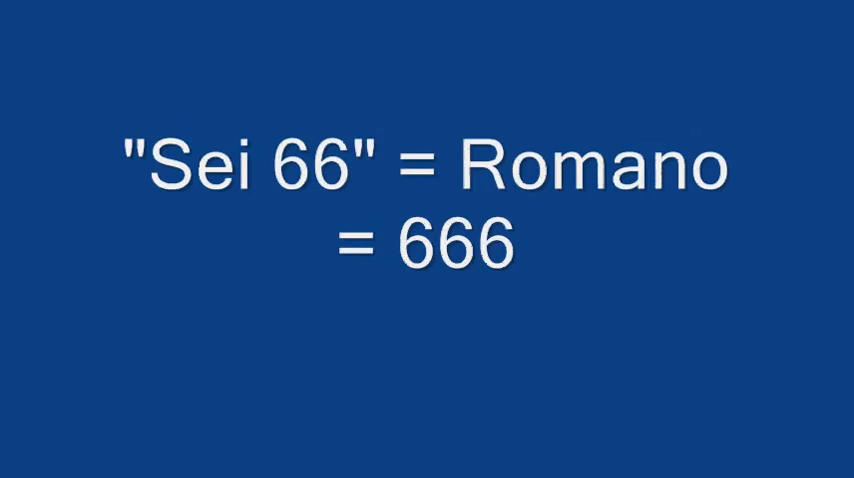 "Sei 66" = Romano
= 666